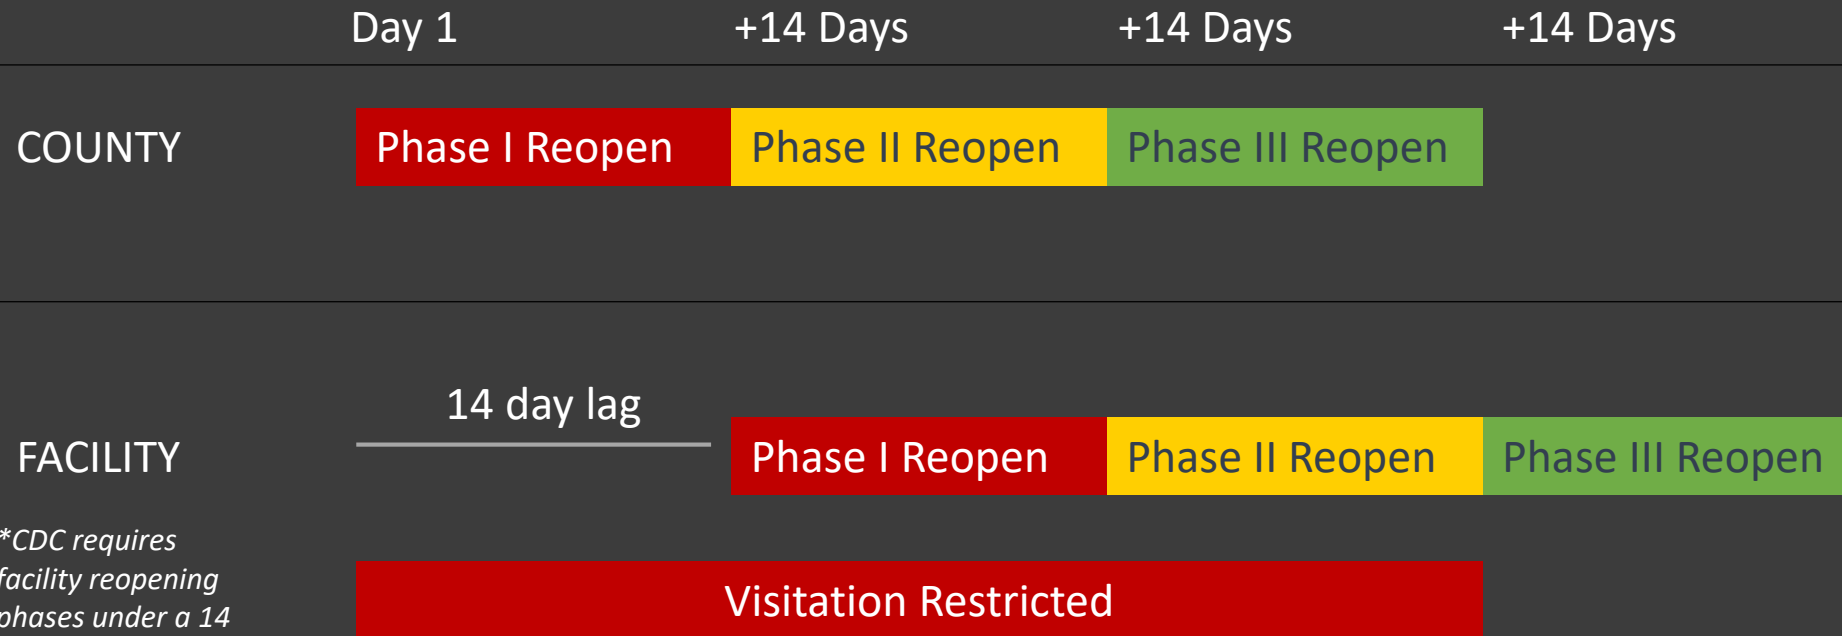 Day 1 +14 Days +14 Days +14 Days
COUNTY Phase I Reopen Phase II Reopen Phase III Reopen
14 day lag
FACILITY Phase I Reopen Phase II Reopen Phase III Reopen
*CDC requires
facility reopening
phases under a 14
Visitation Restricted